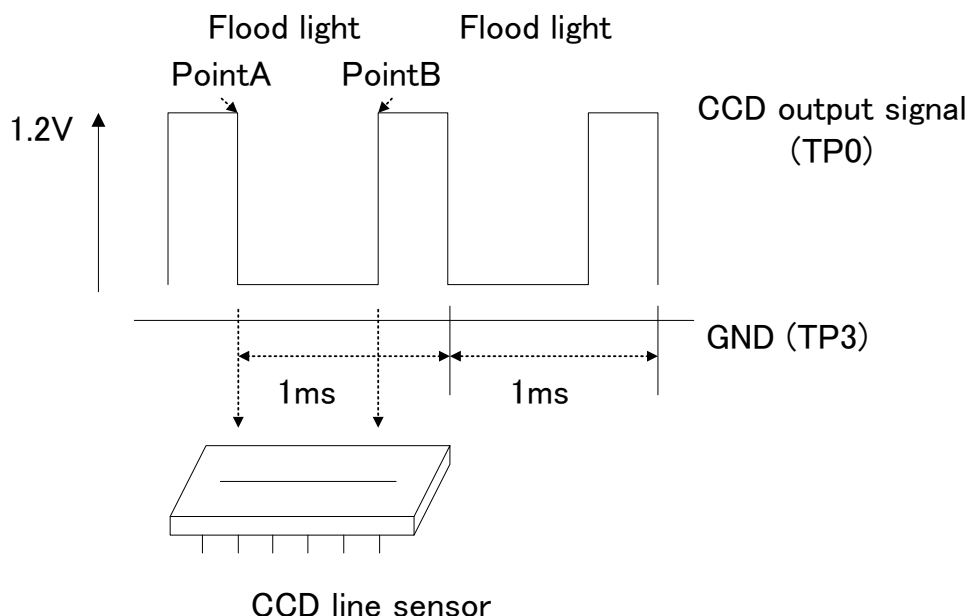 Flood light
Flood light
PointA
PointB
1.2V
CCD output signal
(TP0)
GND (TP3)
1ms
1ms
CCD line sensor